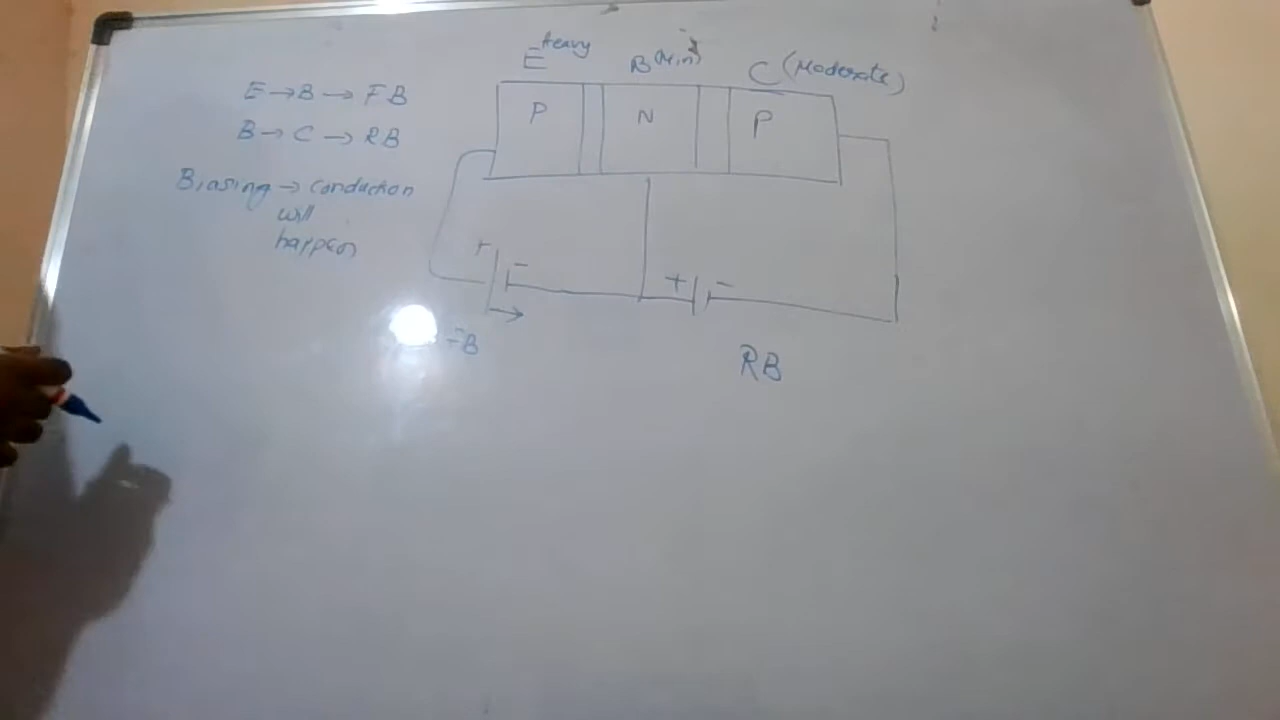 E Heavy B (Min) C (Moderate)
E → B → FB
B → C → RB
P N P
Biasing → Conduction
will
happen
+ - + -
FB
RB